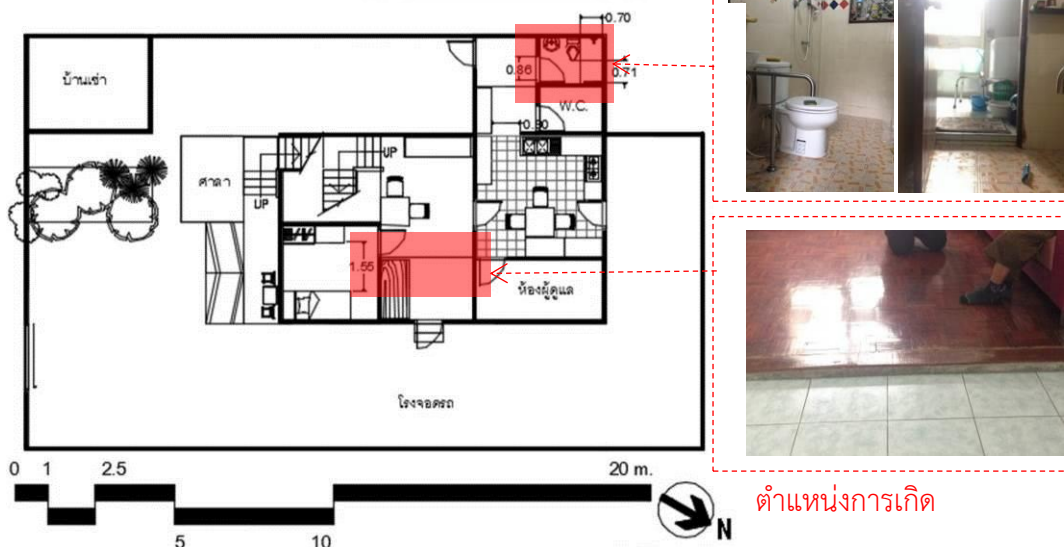 0.70
บ้านเช่า
0.86
0.71
W.C.
0.90
UP
ศาลา
UP
1.55
ห้องผู้ดูแล
โรงจอดรถ
0 1 2.5 20 m.
5 10
N
ตำแหน่งการเกิด